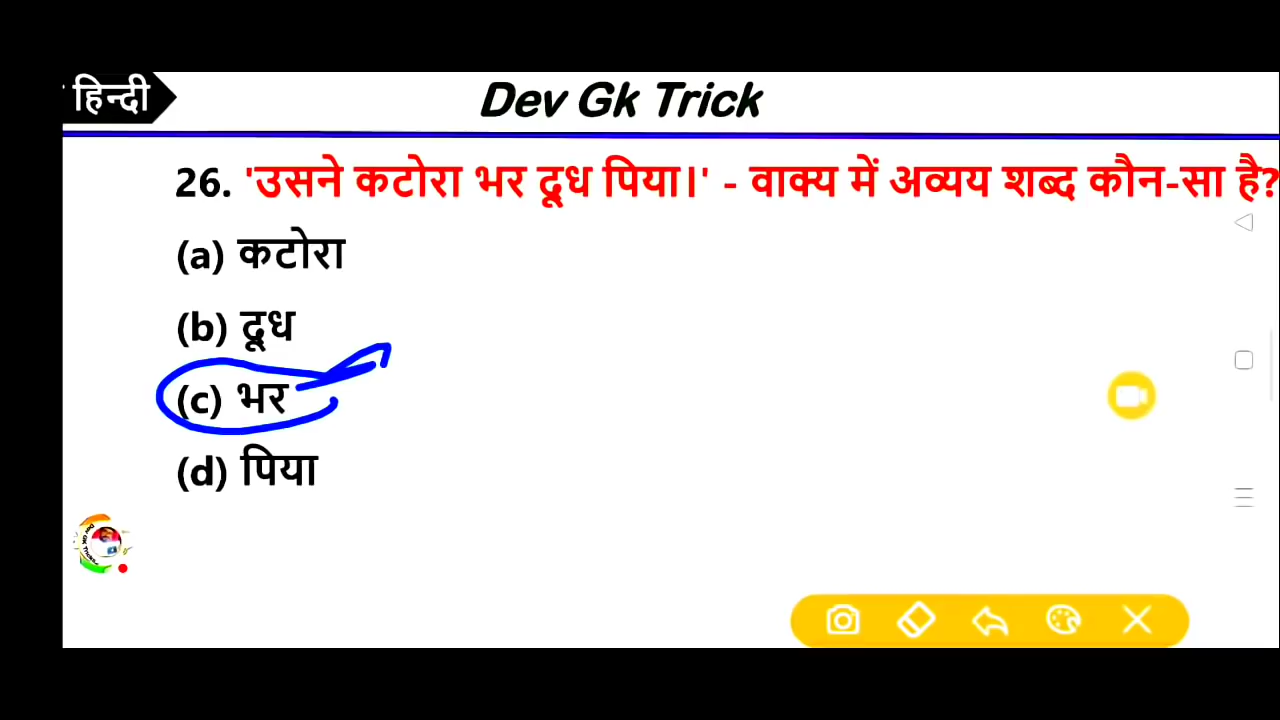 हिन्दी
Dev Gk Trick
26. 'उसने कटोरा भर दूध पिया।' - वाक्य में अव्यय शब्द कौन-सा है?
(a) कटोरा
(b) दूध
(c) भर
(d) पिया